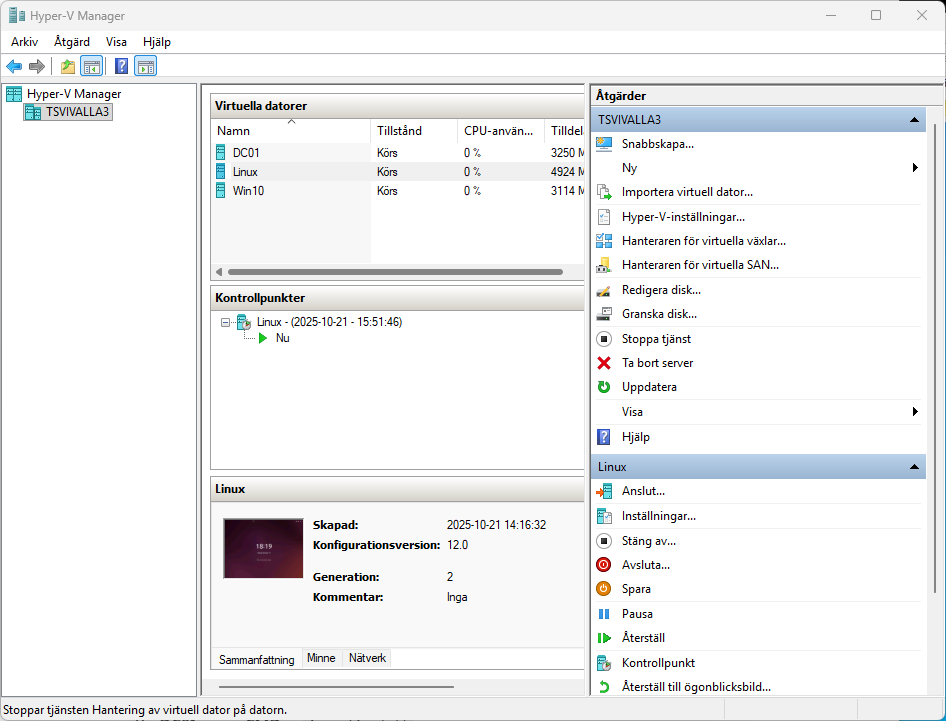 Hyper-V Manager
Arkiv Åtgärd Visa Hjälp
Hyper-V Manager
TSVIVALLA3
Virtuella datorer
Namn Tillstånd CPU-använ... Tilldel
DC01 Körs 0 % 3250 M
Linux Körs 0 % 4924 M
Win10 Körs 0 % 3114 M
Kontrollpunkter
Linux - (2025-10-21 - 15:51:46)
Nu
Linux
18:19
Skapad: 2025-10-21 14:16:32
Konfigurationsversion: 12.0
Generation: 2
Kommentar: Inga
Sammanfattning Minne Nätverk
Åtgärder
TSVIVALLA3
Snabbskapa...
Ny
Importera virtuell dator...
Hyper-V-inställningar...
Hanteraren för virtuella växlar...
Hanteraren för virtuella SAN...
Redigera disk...
Granska disk...
Stoppa tjänst
Ta bort server
Uppdatera
Visa
Hjälp
Linux
Anslut...
Inställningar...
Stäng av...
Avsluta...
Spara
Pausa
Återställ
Kontrollpunkt
Återställ till ögonblicksbild...
Stoppar tjänsten Hantering av virtuell dator på datorn.